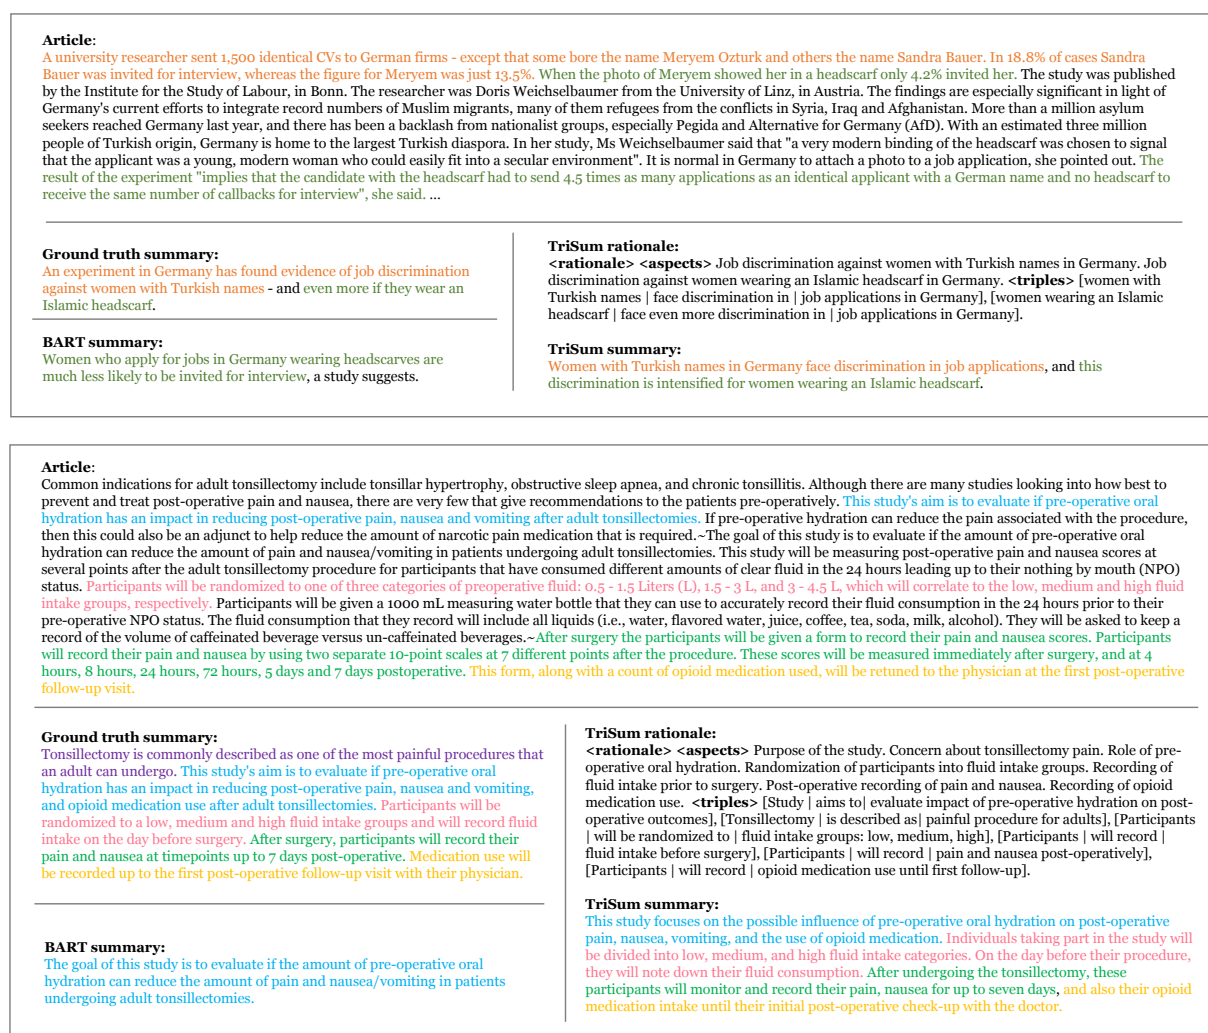 Article:
A university researcher sent 1,500 identical CVs to German firms - except that some bore the name Meryem Ozturk and others the name Sandra Bauer. In 18.8% of cases Sandra
Bauer was invited for interview, whereas the figure for Meryem was just 13.5%. When the photo of Meryem showed her in a headscarf only 4.2% invited her. The study was published
by the Institute for the Study of Labour, in Bonn. The researcher was Doris Weichselbaumer from the University of Linz, in Austria. The findings are especially significant in light of
Germany's current efforts to integrate record numbers of Muslim migrants, many of them refugees from the conflicts in Syria, Iraq and Afghanistan. More than a million asylum
seekers reached Germany last year, and there has been a backlash from nationalist groups, especially Pegida and Alternative for Germany (AfD). With an estimated three million
people of Turkish origin, Germany is home to the largest Turkish diaspora. In her study, Ms Weichselbaumer said that "a very modern binding of the headscarf was chosen to signal
that the applicant was a young, modern woman who could easily fit into a secular environment". It is normal in Germany to attach a photo to a job application, she pointed out. The
result of the experiment "implies that the candidate with the headscarf had to send 4.5 times as many applications as an identical applicant with a German name and no headscarf to
receive the same number of callbacks for interview", she said. ...
Ground truth summary:
An experiment in Germany has found evidence of job discrimination
against women with Turkish names - and even more if they wear an
Islamic headscarf.
BART summary:
Women who apply for jobs in Germany wearing headscarves are
much less likely to be invited for interview, a study suggests.
TriSum rationale:
<rationale> <aspects> Job discrimination against women with Turkish names in Germany. Job
discrimination against women wearing an Islamic headscarf in Germany. <triples> [women with
Turkish names | face discrimination in | job applications in Germany], [women wearing an Islamic
headscarf | face even more discrimination in | job applications in Germany].
TriSum summary:
Women with Turkish names in Germany face discrimination in job applications, and this
discrimination is intensified for women wearing an Islamic headscarf.
Article:
Common indications for adult tonsillectomy include tonsillar hypertrophy, obstructive sleep apnea, and chronic tonsillitis. Although there are many studies looking into how best to
prevent and treat post-operative pain and nausea, there are very few that give recommendations to the patients pre-operatively. This study's aim is to evaluate if pre-operative oral
hydration has an impact in reducing post-operative pain, nausea and vomiting after adult tonsillectomies. If pre-operative hydration can reduce the pain associated with the procedure,
then this could also be an adjunct to help reduce the amount of narcotic pain medication that is required.~The goal of this study is to evaluate if the amount of pre-operative oral
hydration can reduce the amount of pain and nausea/vomiting in patients undergoing adult tonsillectomies. This study will be measuring post-operative pain and nausea scores at
several points after the adult tonsillectomy procedure for participants that have consumed different amounts of clear fluid in the 24 hours leading up to their nothing by mouth (NPO)
status. Participants will be randomized to one of three categories of preoperative fluid: 0.5 - 1.5 Liters (L), 1.5 - 3 L, and 3 - 4.5 L, which will correlate to the low, medium and high fluid
intake groups, respectively. Participants will be given a 1000 mL measuring water bottle that they can use to accurately record their fluid consumption in the 24 hours prior to their
pre-operative NPO status. The fluid consumption that they record will include all liquids (i.e., water, flavored water, juice, coffee, tea, soda, milk, alcohol). They will be asked to keep a
record of the volume of caffeinated beverage versus un-caffeinated beverages.~After surgery the participants will be given a form to record their pain and nausea scores. Participants
will record their pain and nausea by using two separate 10-point scales at 7 different points after the procedure. These scores will be measured immediately after surgery, and at 4
hours, 8 hours, 24 hours, 72 hours, 5 days and 7 days postoperative. This form, along with a count of opioid medication used, will be retuned to the physician at the first post-operative
follow-up visit.
Ground truth summary:
Tonsillectomy is commonly described as one of the most painful procedures that
an adult can undergo. This study's aim is to evaluate if pre-operative oral
hydration has an impact in reducing post-operative pain, nausea and vomiting,
and opioid medication use after adult tonsillectomies. Participants will be
randomized to a low, medium and high fluid intake groups and will record fluid
intake on the day before surgery. After surgery, participants will record their
pain and nausea at timepoints up to 7 days post-operative. Medication use will
be recorded up to the first post-operative follow-up visit with their physician.
BART summary:
The goal of this study is to evaluate if the amount of pre-operative oral
hydration can reduce the amount of pain and nausea/vomiting in patients
undergoing adult tonsillectomies.
TriSum rationale:
<rationale> <aspects> Purpose of the study. Concern about tonsillectomy pain. Role of pre-
operative oral hydration. Randomization of participants into fluid intake groups. Recording of
fluid intake prior to surgery. Post-operative recording of pain and nausea. Recording of opioid
medication use. <triples> [Study | aims to| evaluate impact of pre-operative hydration on post-
operative outcomes], [Tonsillectomy | is described as| painful procedure for adults], [Participants
| will be randomized to | fluid intake groups: low, medium, high], [Participants | will record |
fluid intake before surgery], [Participants | will record | pain and nausea post-operatively],
[Participants | will record | opioid medication use until first follow-up].
TriSum summary:
This study focuses on the possible influence of pre-operative oral hydration on post-operative
pain, nausea, vomiting, and the use of opioid medication. Individuals taking part in the study will
be divided into low, medium, and high fluid intake categories. On the day before their procedure,
they will note down their fluid consumption. After undergoing the tonsillectomy, these
participants will monitor and record their pain, nausea for up to seven days, and also their opioid
medication intake until their initial post-operative check-up with the doctor.